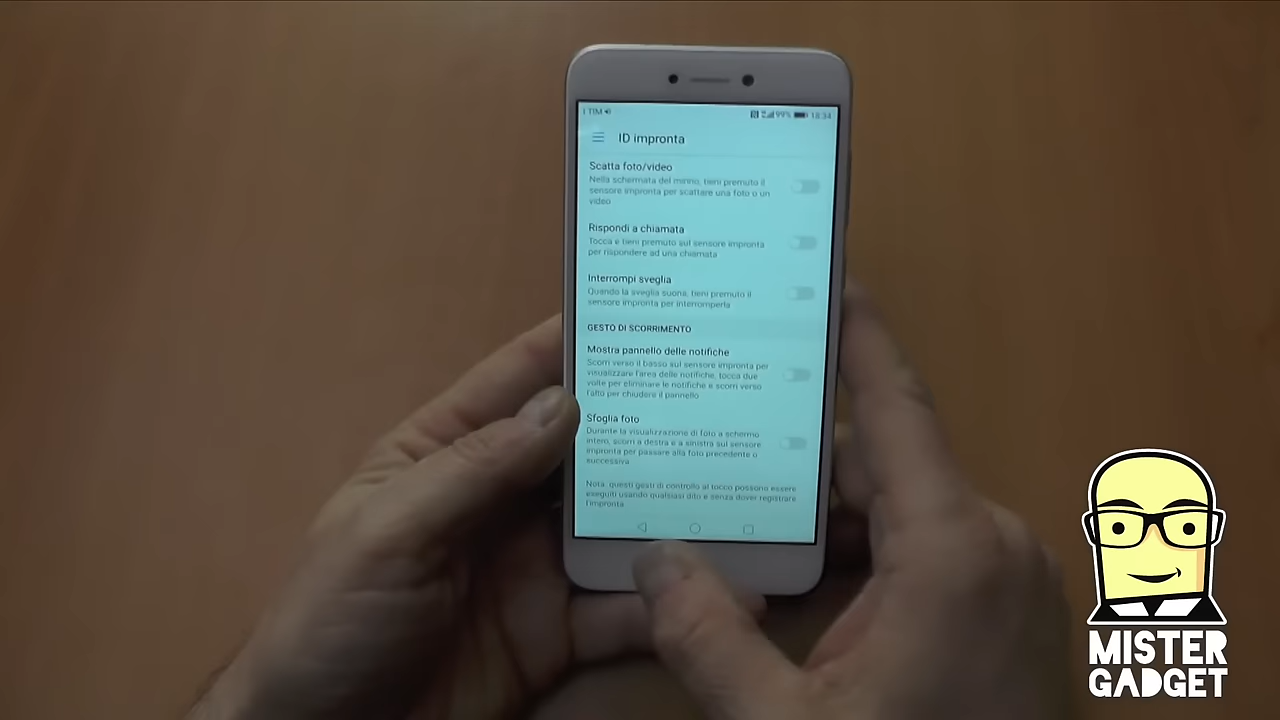 TIM
99% 18:34
ID impronta
Scatta foto/video
Nella schermata del mirino, tieni premuto il
sensore impronta per scattare una foto o un
video
Rispondi a chiamata
Tocca e tieni premuto sul sensore impronta
per rispondere ad una chiamata
Interrompi sveglia
Quando la sveglia suona, tieni premuto il
sensore impronta per interromperla
GESTO DI SCORRIMENTO
Mostra pannello delle notifiche
Scorri verso il basso sul sensore impronta per
visualizzare l'area delle notifiche, tocca due
volte per eliminare le notifiche e scorri verso
l'alto per chiudere il pannello
Sfoglia foto
Durante la visualizzazione di foto a schermo
intero, scorri a destra e a sinistra sul sensore
impronta per passare alla foto precedente o
successiva
Nota: questi gesti di controllo al tocco possono essere
eseguiti usando qualsiasi dito e senza dover registrare
l'impronta
MISTER
GADGET